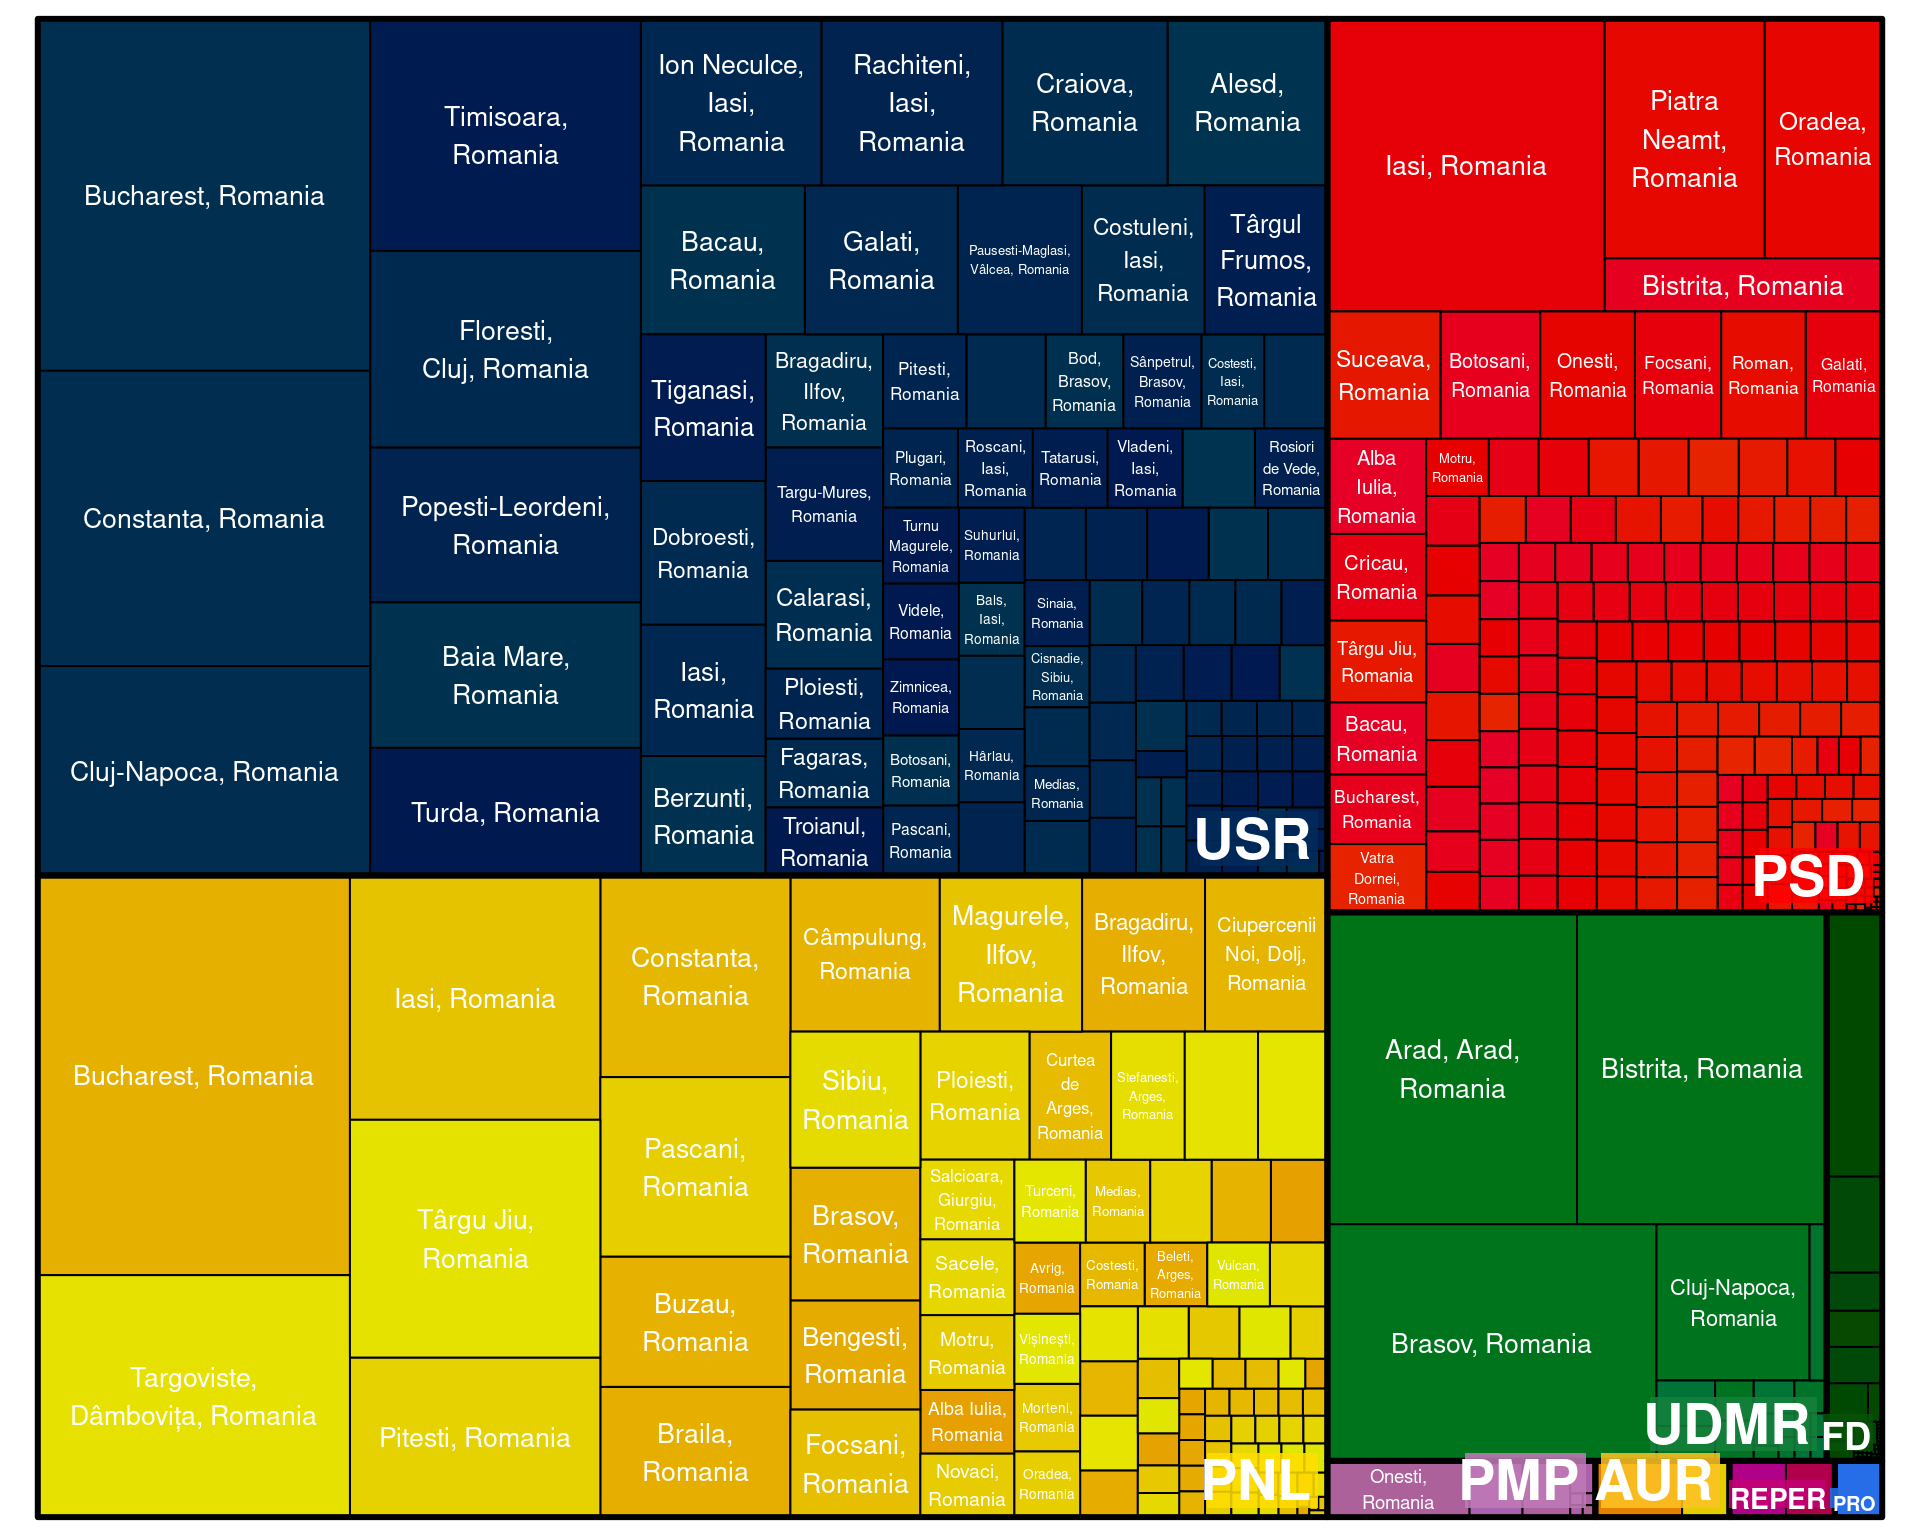 Bucharest, Romania
Constanta, Romania
Cluj-Napoca, Romania
Timisoara,
Romania
Floresti,
Cluj, Romania
Popesti-Leordeni,
Romania
Baia Mare,
Romania
Turda, Romania
Ion Neculce,
Iasi,
Romania
Rachiteni,
Iasi,
Romania
Craiova,
Romania
Alesd,
Romania
Bacau,
Romania
Galati,
Romania
Pausesti-Maglasi,
Vâlcea, Romania
Costuleni,
Iasi,
Romania
Târgul
Frumos,
Romania
Tiganasi,
Romania
Dobroesti,
Romania
Iasi,
Romania
Berzunti,
Romania
Bragadiru,
Ilfov,
Romania
Targu-Mures,
Romania
Calarasi,
Romania
Ploiesti,
Romania
Fagaras,
Romania
Troianul,
Romania
Pitesti,
Romania
Bod,
Brasov,
Romania
Sânpetrul,
Brasov,
Romania
Costesti,
Iasi,
Romania
Plugari,
Romania
Roscani,
Iasi,
Romania
Tatarusi,
Romania
Vladeni,
Iasi,
Romania
Rosiori
de Vede,
Romania
Turnu
Magurele,
Romania
Videle,
Romania
Zimnicea,
Romania
Botosani,
Romania
Pascani,
Romania
Suhurlui,
Romania
Bals,
Iasi,
Romania
Hârlau,
Romania
Sinaia,
Romania
Cisnadie,
Sibiu,
Romania
Medias,
Romania
USR
Iasi, Romania
Piatra
Neamt,
Romania
Oradea,
Romania
Bistrita, Romania
Suceava,
Romania
Botosani,
Romania
Onesti,
Romania
Focsani,
Romania
Roman,
Romania
Galati,
Romania
Alba
Iulia,
Romania
Motru,
Romania
Cricau,
Romania
Târgu Jiu,
Romania
Bacau,
Romania
Bucharest,
Romania
Vatra
Dornei,
Romania
PSD
Bucharest, Romania
Targoviste,
Dâmbovița, Romania
Iasi, Romania
Târgu Jiu,
Romania
Pitesti, Romania
Constanta,
Romania
Pascani,
Romania
Buzau,
Romania
Braila,
Romania
Câmpulung,
Romania
Magurele,
Ilfov,
Romania
Bragadiru,
Ilfov,
Romania
Ciupercenii
Noi, Dolj,
Romania
Sibiu,
Romania
Brasov,
Romania
Bengesti,
Romania
Focsani,
Romania
Ploiesti,
Romania
Curtea
de
Arges,
Romania
Stefanesti,
Arges,
Romania
Salcioara,
Giurgiu,
Romania
Turceni,
Romania
Medias,
Romania
Sacele,
Romania
Avrig,
Romania
Costesti,
Romania
Beleti,
Arges,
Romania
Vulcan,
Romania
Motru,
Romania
Vișinești,
Romania
Alba Iulia,
Romania
Morteni,
Romania
Novaci,
Romania
Oradea,
Romania
PNL
Arad, Arad,
Romania
Bistrita, Romania
Brasov, Romania
Cluj-Napoca,
Romania
UDMR
FD
Onesti,
Romania
PMP
AUR
REPER
PRO